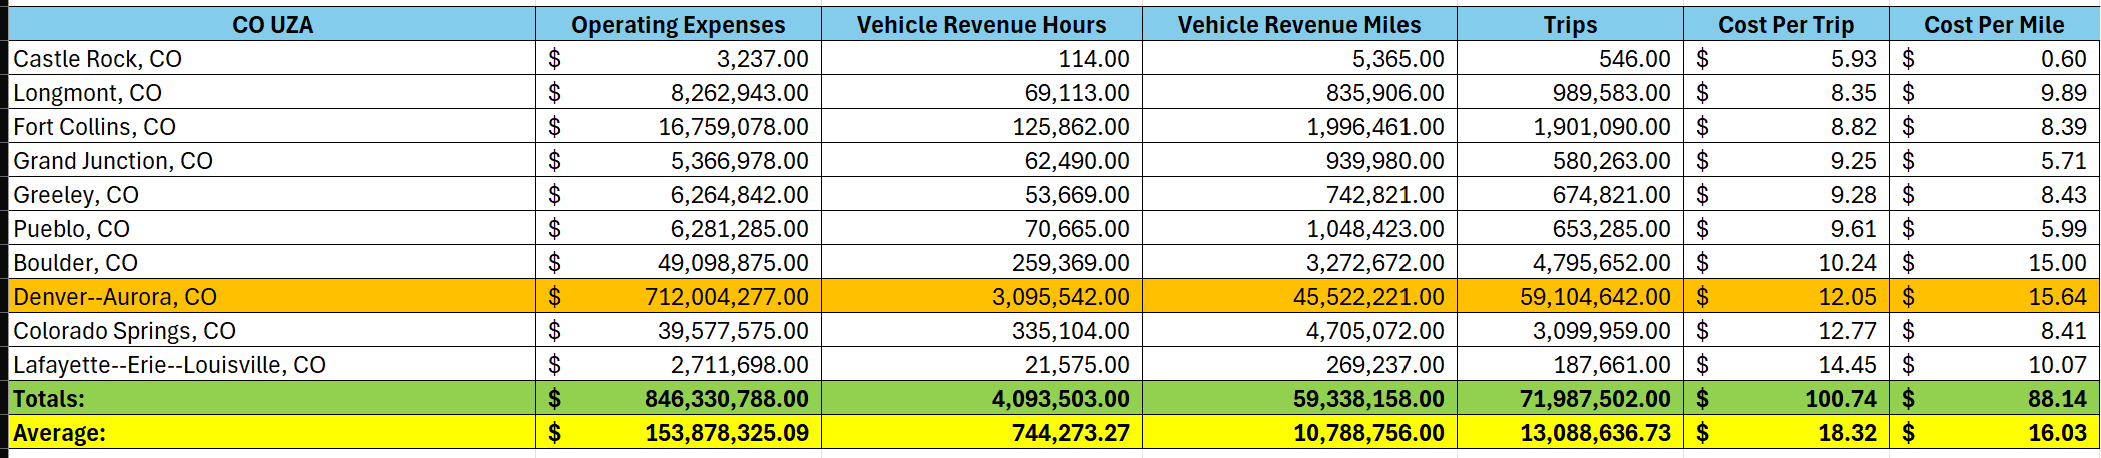 CO UZA Operating Expenses Vehicle Revenue Hours Vehicle Revenue Miles Trips Cost Per Trip Cost Per Mile
Castle Rock, CO $ 3,237.00 114.00 5,365.00 546.00 $ 5.93 $ 0.60
Longmont, CO $ 8,262,943.00 69,113.00 835,906.00 989,583.00 $ 8.35 $ 9.89
Fort Collins, CO $ 16,759,078.00 125,862.00 1,996,461.00 1,901,090.00 $ 8.82 $ 8.39
Grand Junction, CO $ 5,366,978.00 62,490.00 939,980.00 580,263.00 $ 9.25 $ 5.71
Greeley, CO $ 6,264,842.00 53,669.00 742,821.00 674,821.00 $ 9.28 $ 8.43
Pueblo, CO $ 6,281,285.00 70,665.00 1,048,423.00 653,285.00 $ 9.61 $ 5.99
Boulder, CO $ 49,098,875.00 259,369.00 3,272,672.00 4,795,652.00 $ 10.24 $ 15.00
Denver--Aurora, CO $ 712,004,277.00 3,095,542.00 45,522,221.00 59,104,642.00 $ 12.05 $ 15.64
Colorado Springs, CO $ 39,577,575.00 335,104.00 4,705,072.00 3,099,959.00 $ 12.77 $ 8.41
Lafayette--Erie--Louisville, CO $ 2,711,698.00 21,575.00 269,237.00 187,661.00 $ 14.45 $ 10.07
Totals: $ 846,330,788.00 4,093,503.00 59,338,158.00 71,987,502.00 $ 100.74 $ 88.14
Average: $ 153,878,325.09 744,273.27 10,788,756.00 13,088,636.73 $ 18.32 $ 16.03